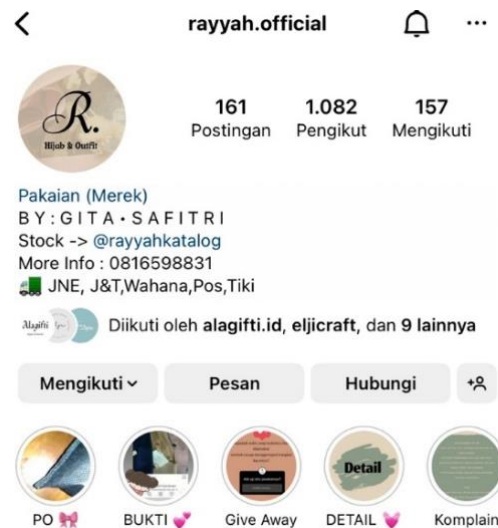 rayyah.official
R.
Hijab & Outfit
161 1.082 157
Postingan Pengikut Mengikuti
Pakaian (Merek)
B Y : G I T A • S A F I T R I
Stock -> @rayyahkatalog
More Info : 0816598831
JNE, J&T,Wahana,Pos,Tiki
Alagifti
Diikuti oleh alagifti.id, eljicraft, dan 9 lainnya
Mengikuti Pesan Hubungi
Detail
PO BUKTI Give Away DETAIL Komplain